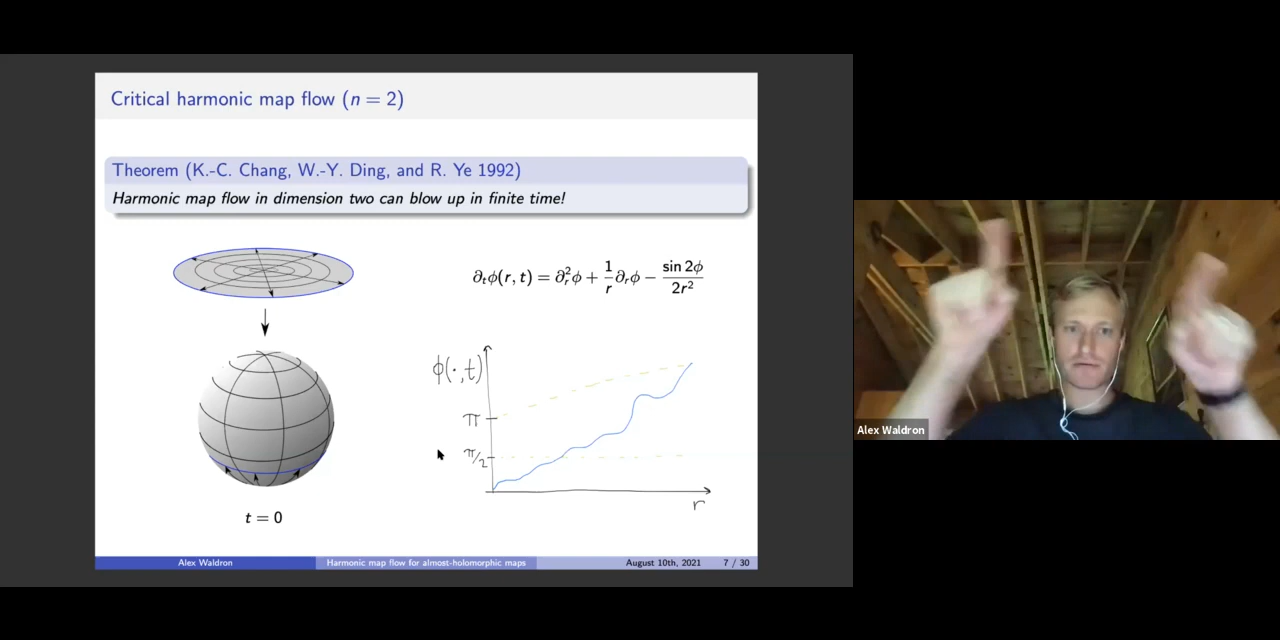 Critical harmonic map flow (n = 2)
Theorem (K.-C. Chang, W.-Y. Ding, and R. Ye 1992)
Harmonic map flow in dimension two can blow up in finite time!
∂ₜϕ(r, t) = ∂ᵣ²ϕ + 1/r ∂ᵣϕ − sin 2ϕ / 2r²
ϕ(·,t)
π
π/2
r
t = 0
Alex Waldron
Harmonic map flow for almost-holomorphic maps
August 10th, 2021
7 / 30
Alex Waldron